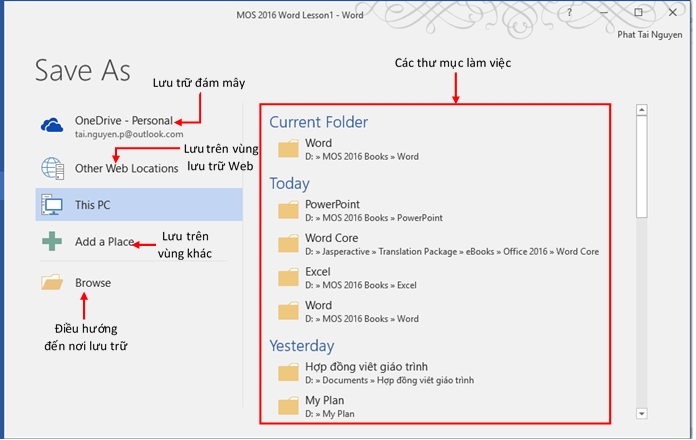 MOS 2016 Word Lesson1 - Word
?
Phat Tai Nguyen
Save As
Các thư mục làm việc
Lưu trữ đám mây
OneDrive - Personal
tai.nguyen.p@outlook.com
Lưu trên vùng
lưu trữ Web
Other Web Locations
This PC
Add a Place
Lưu trên
vùng khác
Browse
Điều hướng
đến nơi lưu trữ
Current Folder
Word
D: » MOS 2016 Books » Word
Today
PowerPoint
D: » MOS 2016 Books » PowerPoint
Word Core
D: » Jasperactive » Translation Package » eBooks » Office 2016 » Word Core
Excel
D: » MOS 2016 Books » Excel
Word
D: » MOS 2016 Books » Word
Yesterday
Hợp đồng viêt giáo trình
D: » Documents » Hợp đồng viêt giáo trình
My Plan
D: » My Plan